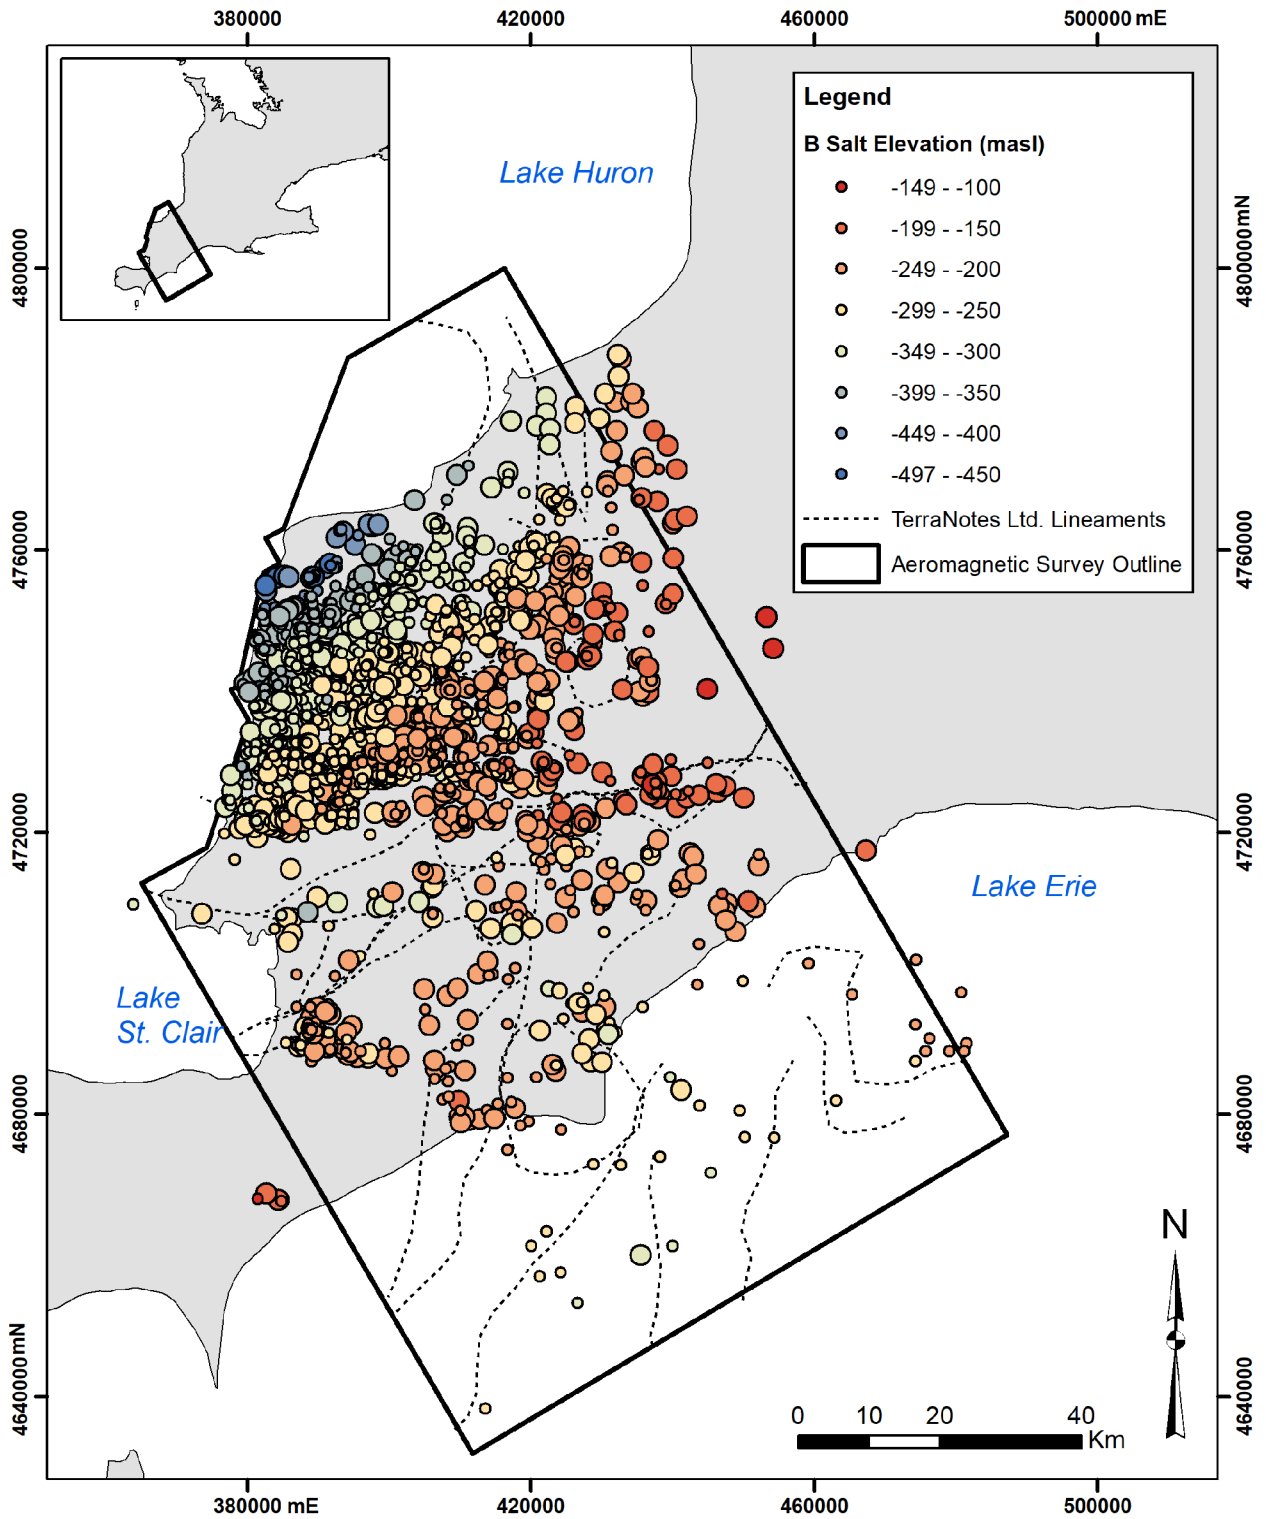 380000
420000
460000
500000 mE
Legend
B Salt Elevation (masl)
-149 - -100
-199 - -150
-249 - -200
-299 - -250
-349 - -300
-399 - -350
-449 - -400
-497 - -450
TerraNotes Ltd. Lineaments
Aeromagnetic Survey Outline
Lake Huron
4800000
4800000mN
4760000
4760000
4720000
4720000
Lake Erie
Lake
St. Clair
4680000
4680000
N
4640000mN
4640000
0
10
20
40
Km
380000 mE
420000
460000
500000